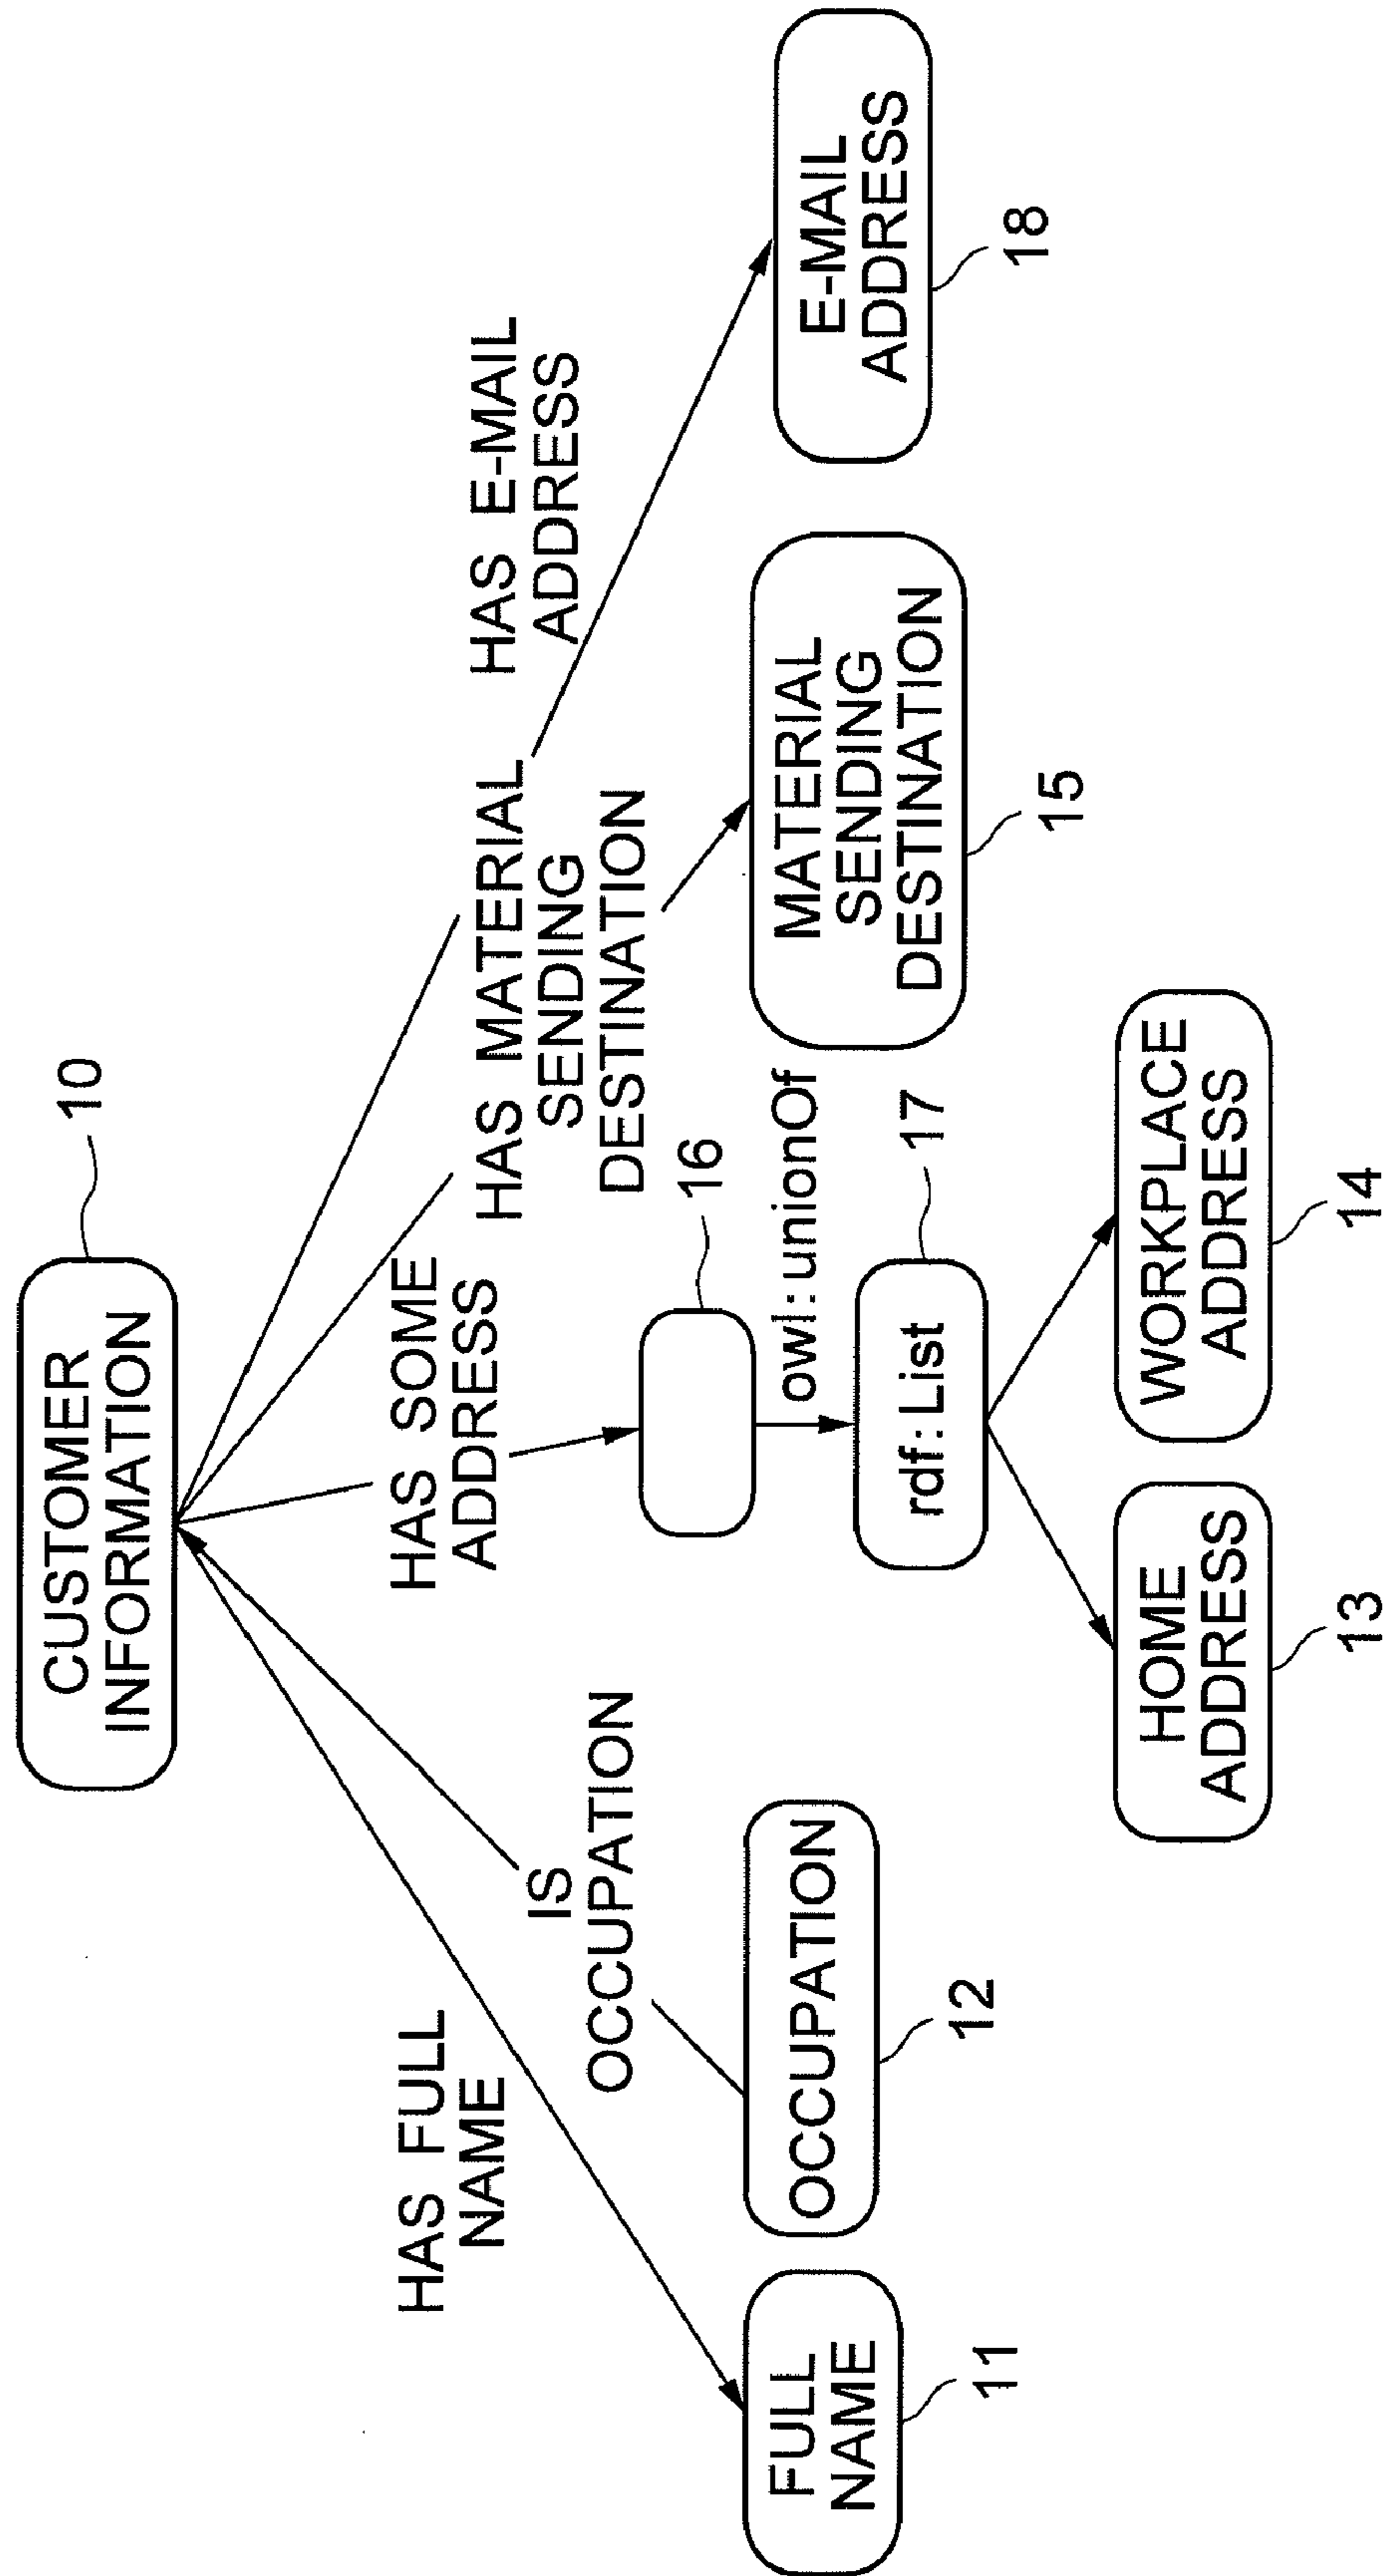 CUSTOMER
INFORMATION
10
HAS FULL
NAME
IS
OCCUPATION
HAS SOME
ADDRESS
HAS MATERIAL
SENDING
DESTINATION
HAS E-MAIL
ADDRESS
FULL
NAME
11
OCCUPATION
12
16
owl:unionOf
rdf:List
17
MATERIAL
SENDING
DESTINATION
15
E-MAIL
ADDRESS
18
HOME
ADDRESS
13
WORKPLACE
ADDRESS
14